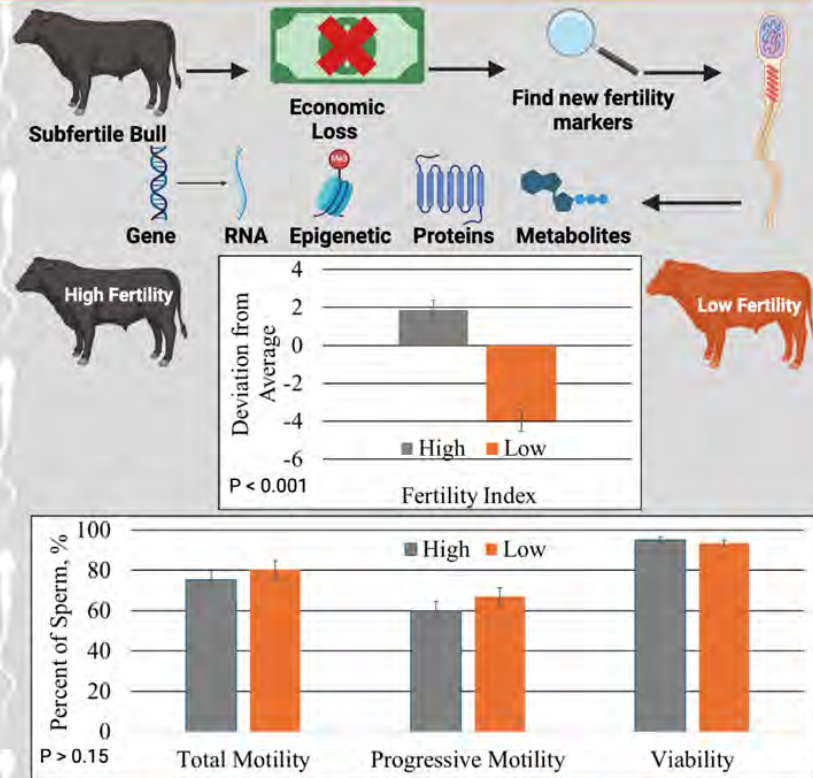 Subfertile Bull
Economic
Loss
Find new fertility
markers
Me3
Gene
RNA
Epigenetic
Proteins
Metabolites
High Fertility
Low Fertility
4
2
0
-2
-4
-6
Deviation from
Average
High
Low
P < 0.001
Fertility Index
100
80
60
40
20
0
Percent of Sperm, %
High
Low
P > 0.15
Total Motility
Progressive Motility
Viability